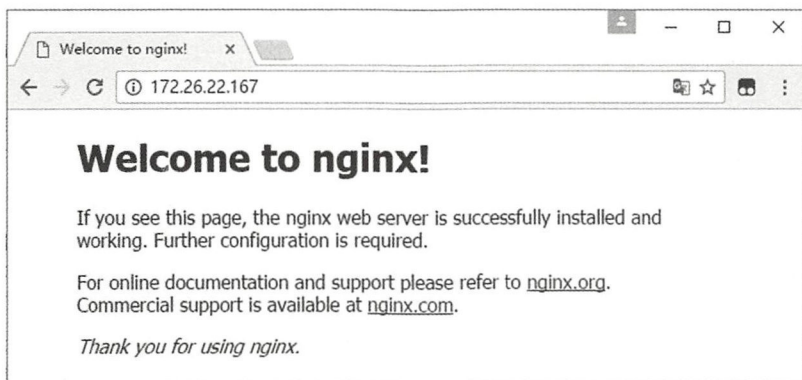 Welcome to nginx!
172.26.22.167
Welcome to nginx!
If you see this page, the nginx web server is successfully installed and
working. Further configuration is required.
For online documentation and support please refer to nginx.org.
Commercial support is available at nginx.com.
Thank you for using nginx.